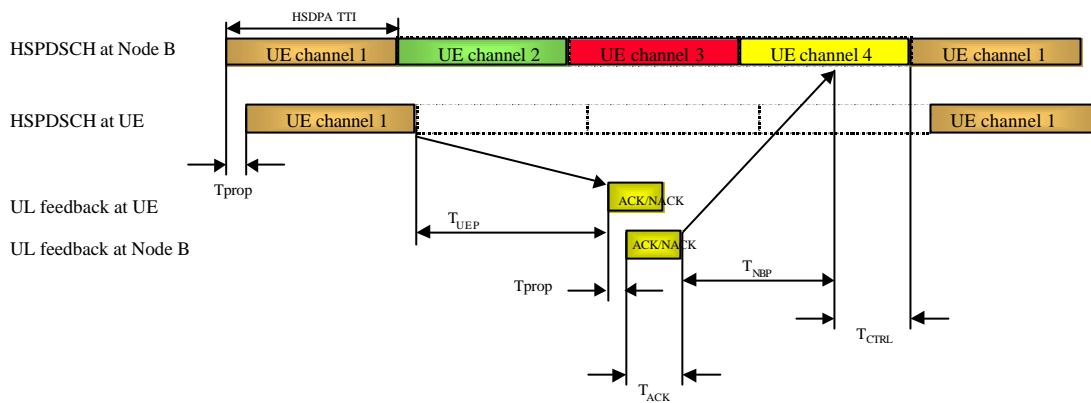 HSDPA TTI
HSPDSCH at Node B
UE channel 1 UE channel 2 UE channel 3 UE channel 4 UE channel 1
HSPDSCH at UE
UE channel 1 UE channel 1
Tprop
UL feedback at UE
ACK/NACK
TUEP
UL feedback at Node B
ACK/NACK
Tprop
TNBP
TCTRL
TACK